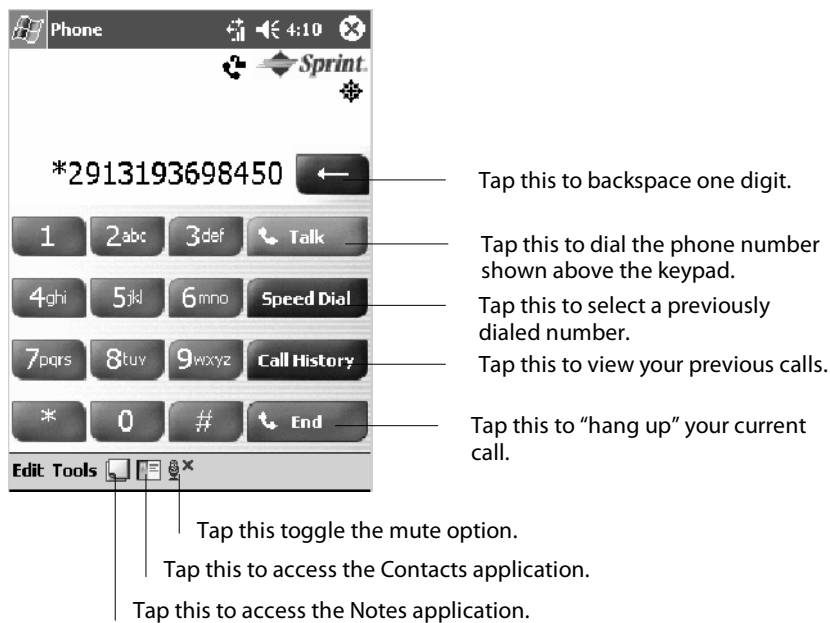 Phone 4:10
Sprint.
*2913193698450
Tap this to backspace one digit.
1 2abc 3def Talk
Tap this to dial the phone number
shown above the keypad.
4ghi 5jkl 6mno Speed Dial
Tap this to select a previously
dialed number.
7pqrs 8tuv 9wxyz Call History
Tap this to view your previous calls.
* 0 # End
Tap this to “hang up” your current
call.
Edit Tools
Tap this toggle the mute option.
Tap this to access the Contacts application.
Tap this to access the Notes application.